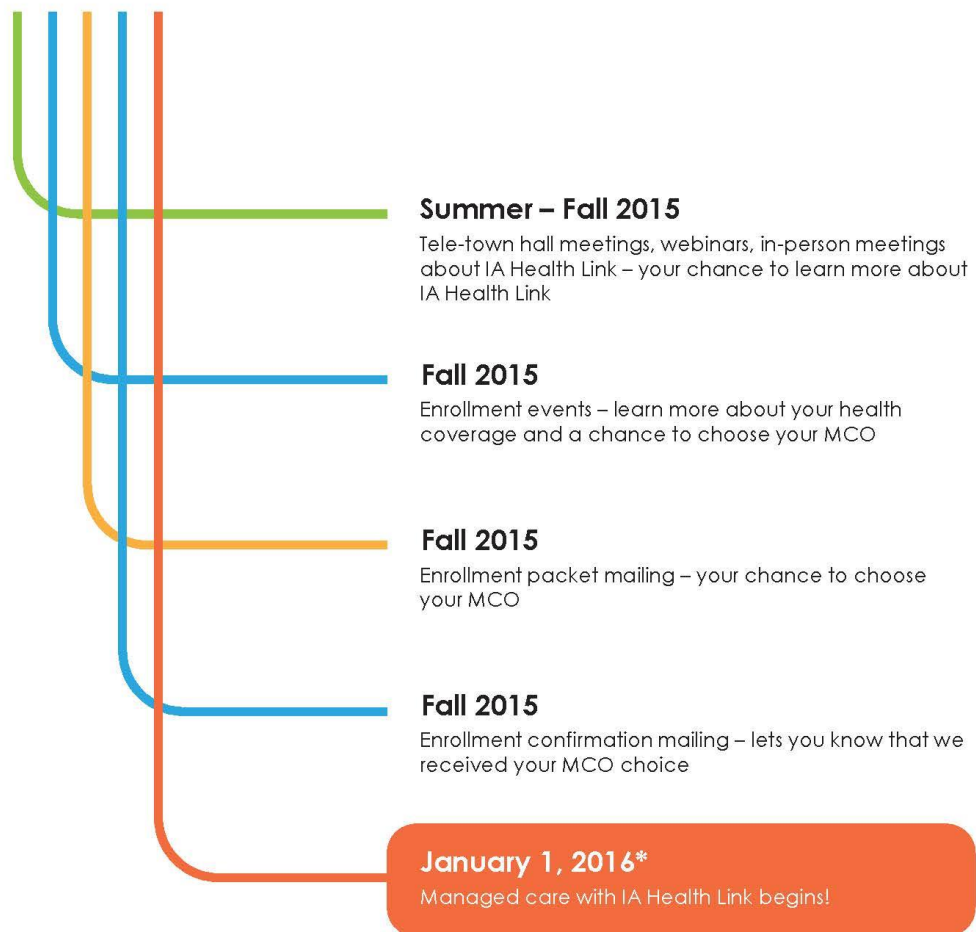 Summer – Fall 2015
Tele-town hall meetings, webinars, in-person meetings
about IA Health Link – your chance to learn more about
IA Health Link
Fall 2015
Enrollment events – learn more about your health
coverage and a chance to choose your MCO
Fall 2015
Enrollment packet mailing – your chance to choose
your MCO
Fall 2015
Enrollment confirmation mailing – lets you know that we
received your MCO choice
January 1, 2016*
Managed care with IA Health Link begins!